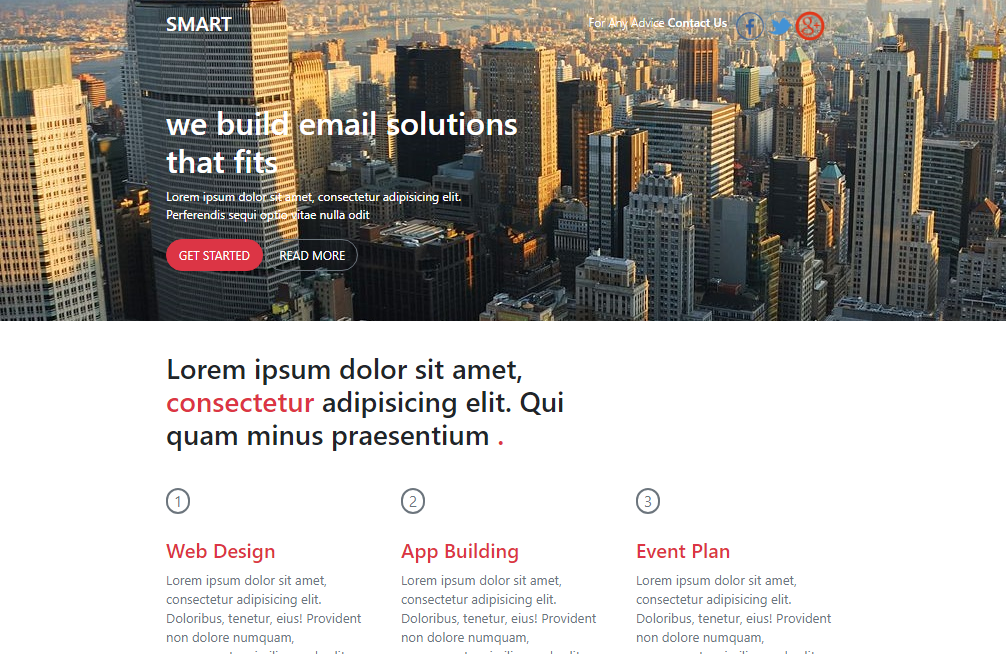 SMART
For Any Advice Contact Us
we build email solutions
that fits
Lorem ipsum dolor sit amet, consectetur adipisicing elit.
Perferendis sequi optio vitae nulla odit
GET STARTED
READ MORE
Lorem ipsum dolor sit amet,
consectetur adipisicing elit. Qui
quam minus praesentium .
1
2
3
Web Design
Lorem ipsum dolor sit amet,
consectetur adipisicing elit.
Doloribus, tenetur, eius! Provident
non dolore numquam,
App Building
Lorem ipsum dolor sit amet,
consectetur adipisicing elit.
Doloribus, tenetur, eius! Provident
non dolore numquam,
Event Plan
Lorem ipsum dolor sit amet,
consectetur adipisicing elit.
Doloribus, tenetur, eius! Provident
non dolore numquam,